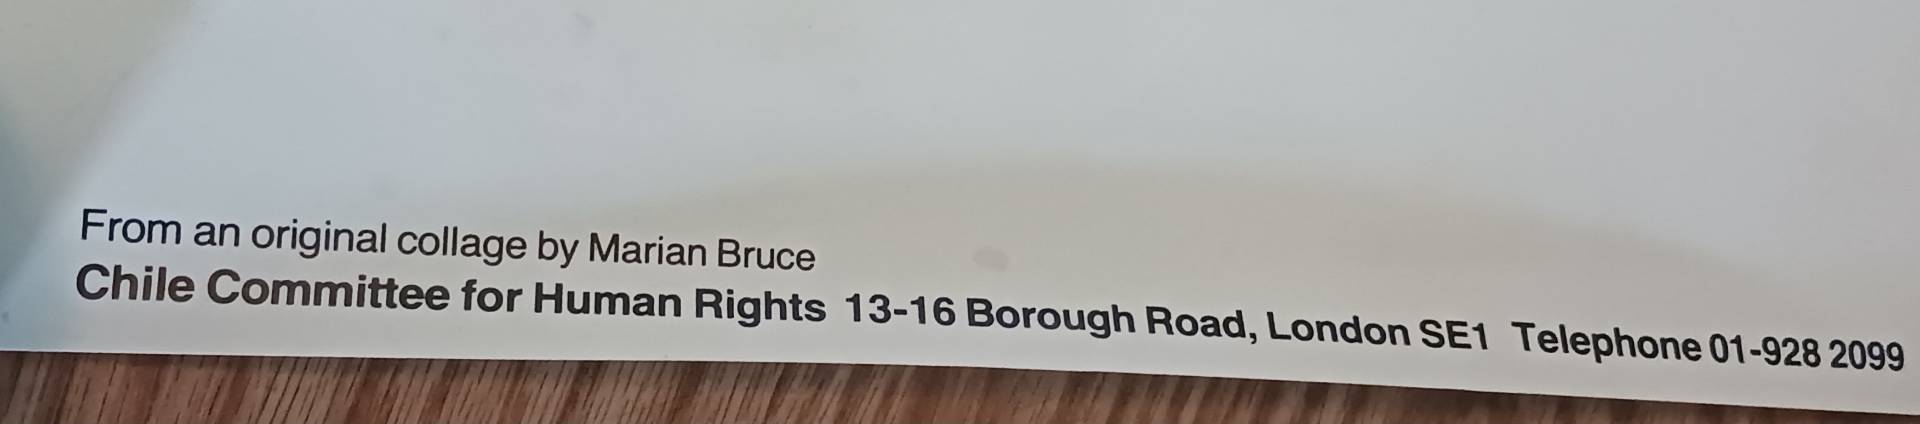 From an original collage by Marian Bruce
Chile Committee for Human Rights 13-16 Borough Road, London SE1 Telephone 01-928 2099